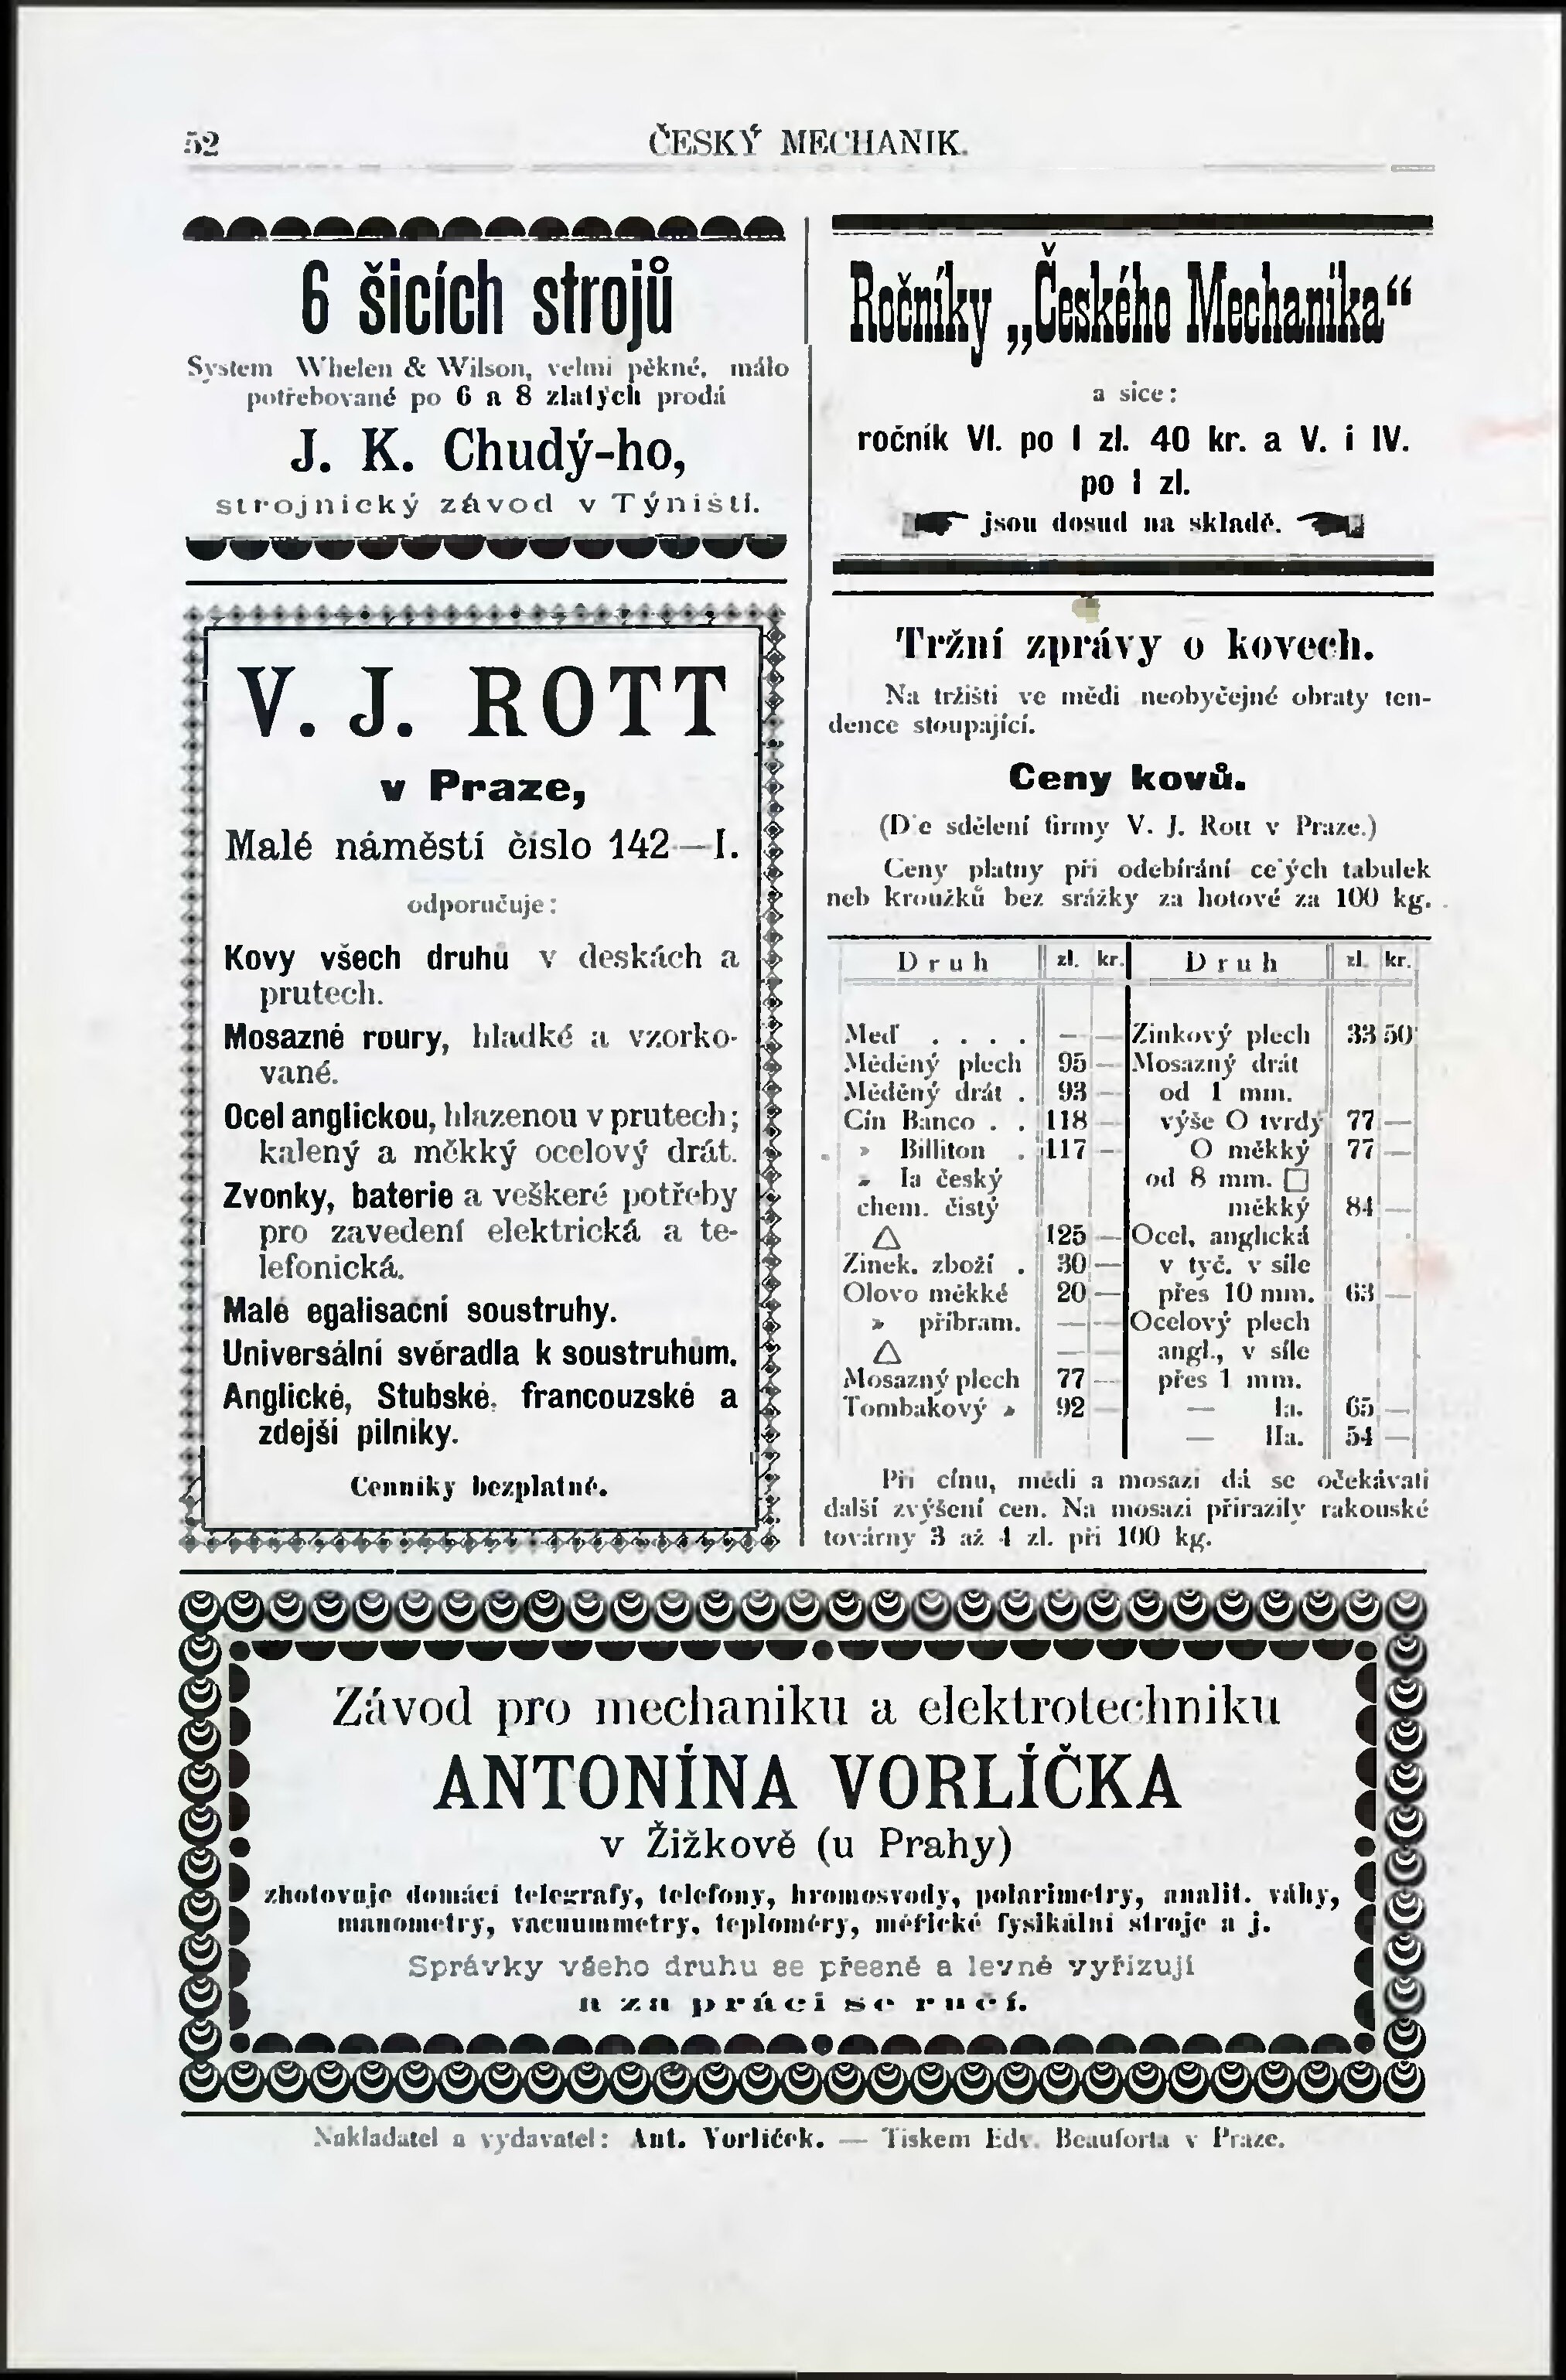 52
ČESKÝ MECHANIK.
6 šicích strojů
System Whelen & Wilson, velmi pěkné, málo
potřebované po 6 a 8 zlatých prodá
J. K. Chudý-ho,
strojnický závod v Týništi.
V. J. ROTT
v Praze,
Malé náměstí číslo 142—I.
odporučuje:
Kovy všech druhů v deskách a
prutech.
Mosazné roury, hladké a vzorko-
vané.
Ocel anglickou, hlazenou v prutech;
kalený a měkký ocelový drát.
Zvonky, baterie a veškeré potřeby
pro zavedení elektrická a te-
lefonická.
Malé egalisační soustruhy.
Universální svěradla k soustruhům.
Anglické, Stubské, francouzské a
zdejší pilníky.
Cenníky bezplatně.
Ročníky „Českého Mechanika“
a sice:
ročník VI. po 1 zl. 40 kr. a V. i IV.
po 1 zl.
jsou dosud na skladě.
Tržní zprávy o kovech.
Na tržišti ve mědi neobyčejné obraty ten-
dence stoupající.
Ceny kovů.
(Dle sdělení firmy V. J. Rott v Praze.)
Ceny platny při odebírání celých tabulek
neb kroužků bez srážky za hotové za 100 kg.
Druh zl. kr. Druh zl. kr.
Meď . . . . — — Zinkový plech 33 50
Měděný plech 95 — Mosazný drát
Měděný drát . 93 — od 1 mm.
Cín Banco . . 118 — výše O tvrdý 77 —
» Billiton . 117 — O měkký 77 —
» Ia český od 8 mm. □
chem. čistý měkký 84 —
△ 125 — Ocel, anglická
Zinek. zboží . 30 — v tyč. v síle
Olovo měkké 20 — přes 10 mm. 63 —
» příbram. — — Ocelový plech
△ — — angl., v síle
Mosazný plech 77 — přes 1 mm.
Tombakový » 92 — — Ia. 65 —
— IIa. 54 —
Při cínu, mědi a mosazi dá se očekávati
další zvýšení cen. Na mosazi přirazily rakouské
továrny 3 až 4 zl. při 100 kg.
Závod pro mechaniku a elektrotechniku
ANTONÍNA VORLÍČKA
v Žižkově (u Prahy)
zhotovuje domácí telegrafy, telefony, hromosvody, polarimetry, analit. váhy,
manometry, vacuummetry, teploměry, měřické fysikální stroje a j.
Správky všeho druhu se přesně a levně vyřizují
a za práci se ručí.
Nakladatel a vydavatel: Ant. Vorlíček. — Tiskem Edv. Beauforta v Praze.